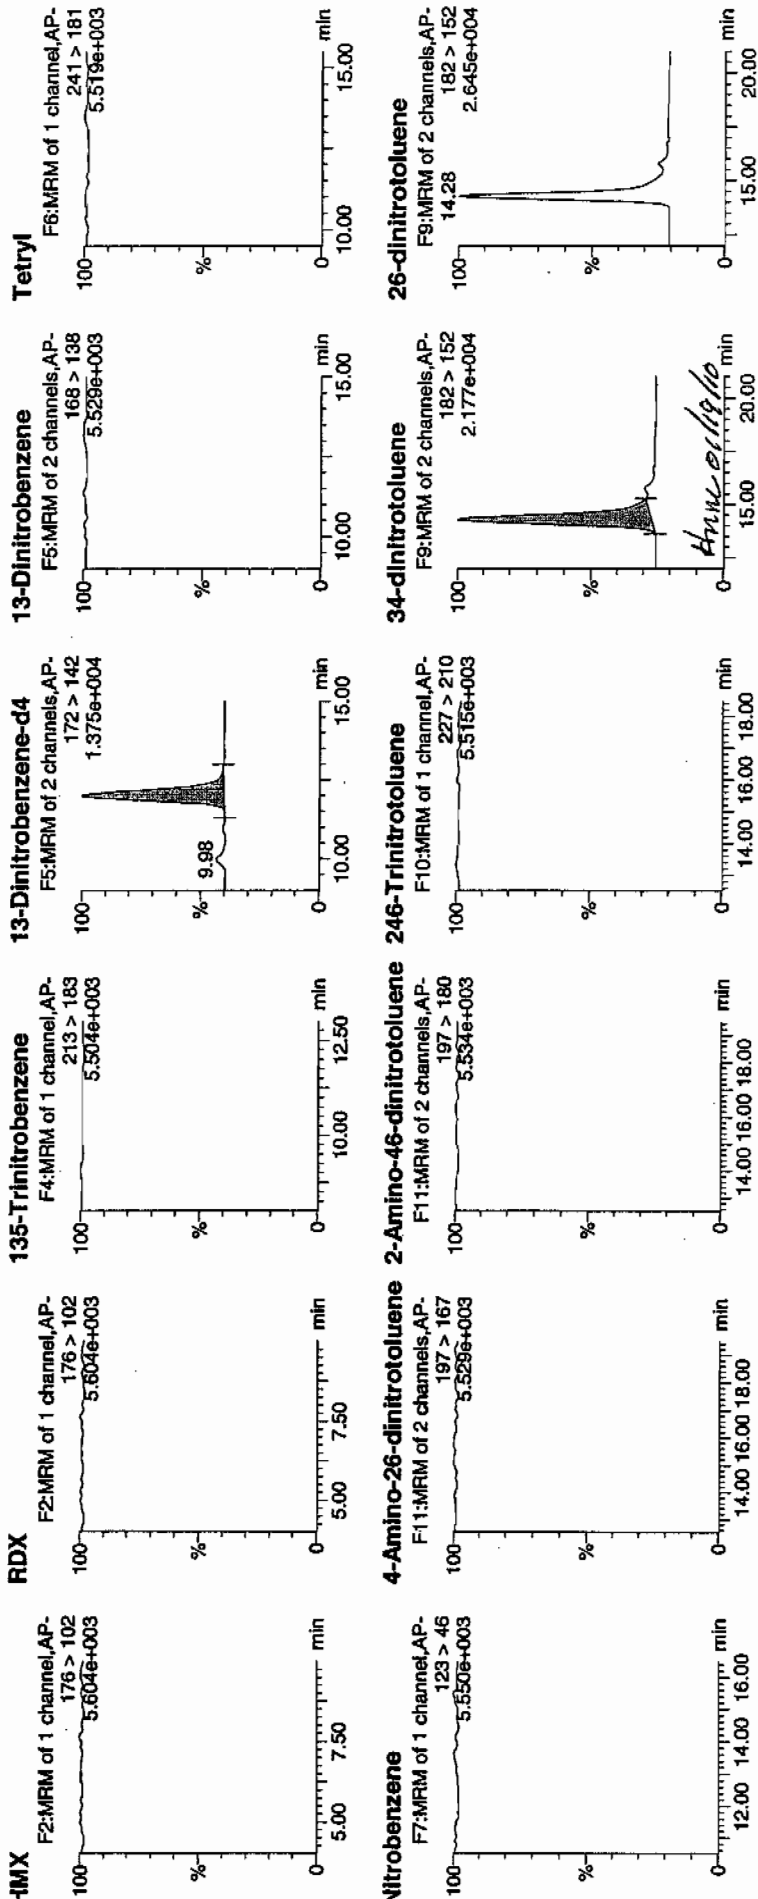 HMX
F2:MRM of 1 channel,AP-
176 > 102
5.604e+003
100
%
0
5.00
7.50
min
RDX
F2:MRM of 1 channel,AP-
176 > 102
5.604e+003
100
%
0
5.00
7.50
min
135-Trinitrobenzene
F4:MRM of 1 channel,AP-
213 > 183
5.504e+003
100
%
0
10.00
12.50
min
13-Dinitrobenzene-d4
F5:MRM of 2 channels,AP-
172 > 142
1.375e+004
100
9.98
%
0
10.00
15.00
min
13-Dinitrobenzene
F5:MRM of 2 channels,AP-
168 > 138
5.529e+003
100
%
0
10.00
15.00
min
Tetryl
F6:MRM of 1 channel,AP-
241 > 181
5.519e+003
100
%
0
10.00
15.00
min
Nitrobenzene
F7:MRM of 1 channel,AP-
123 > 46
5.550e+003
100
%
0
12.00
14.00
16.00
min
4-Amino-26-dinitrotoluene
F11:MRM of 2 channels,AP-
197 > 167
5.529e+003
100
%
0
14.00
16.00
18.00
min
2-Amino-46-dinitrotoluene
F11:MRM of 2 channels,AP-
197 > 180
5.534e+003
100
%
0
14.00
16.00
18.00
min
246-Trinitrotoluene
F10:MRM of 1 channel,AP-
227 > 210
5.515e+003
100
%
0
14.00
16.00
18.00
min
34-dinitrotoluene
F9:MRM of 2 channels,AP-
182 > 152
2.177e+004
100
%
01/19/10
0
15.00
20.00
min
26-dinitrotoluene
F9:MRM of 2 channels,AP-
14.28
182 > 152
2.645e+004
100
%
0
15.00
20.00
min